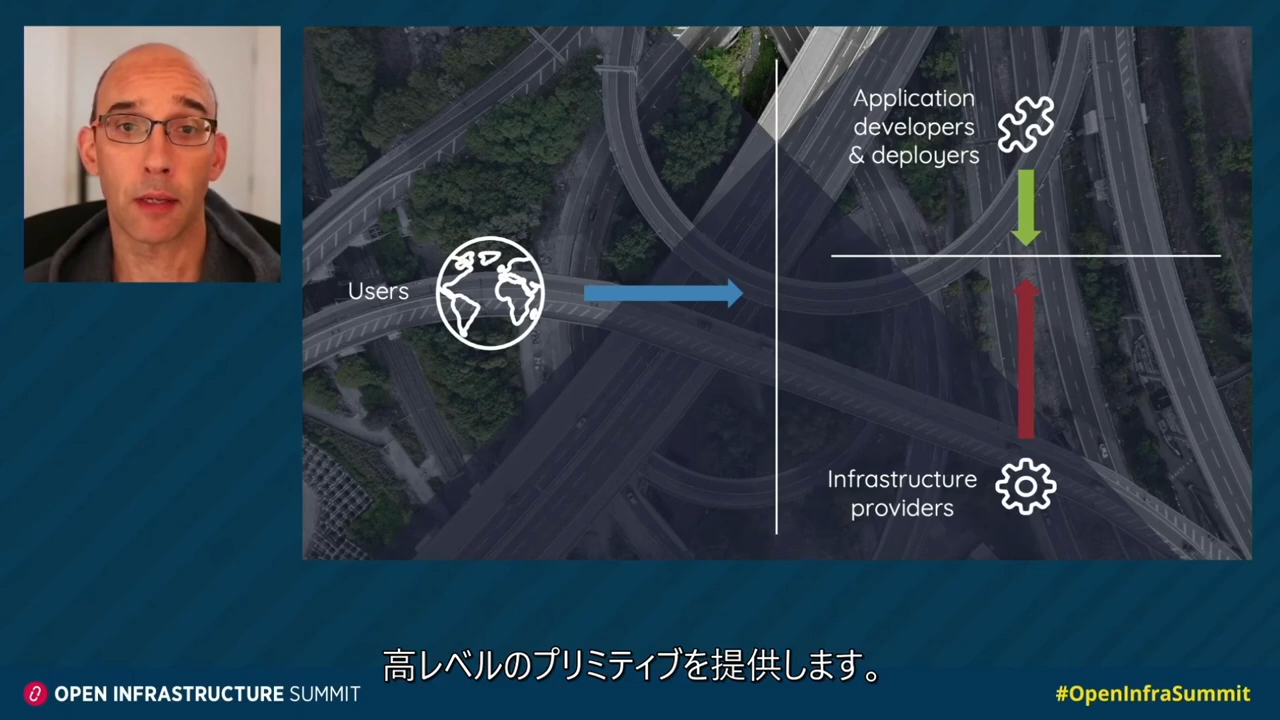 Application
developers
& deployers
Users
Infrastructure
providers
高レベルのプリミティブを提供します。
OPEN INFRASTRUCTURE SUMMIT
#OpenInfraSummit